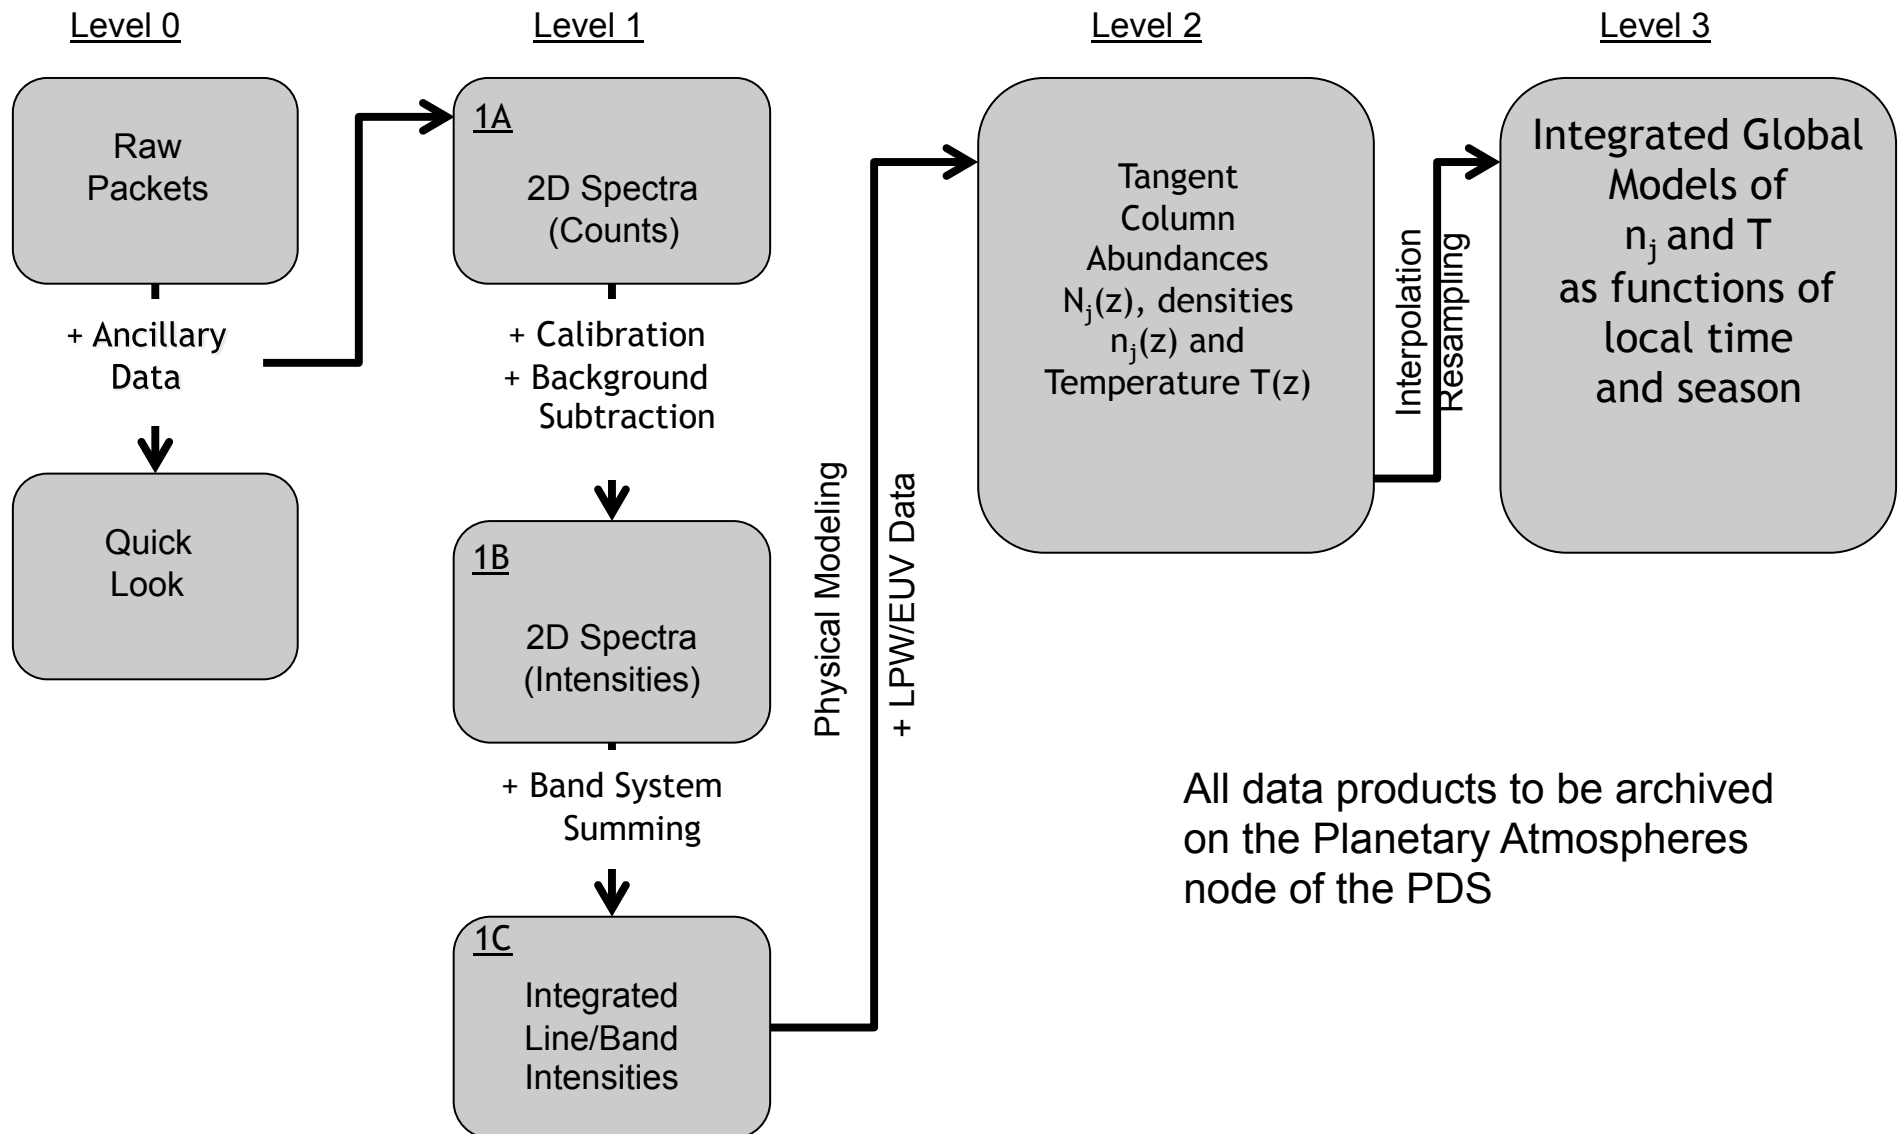 Level 0
Level 1
Level 2
Level 3
Raw
Packets
+ Ancillary
Data
Quick
Look
1A
2D Spectra
(Counts)
+ Calibration
+ Background
Subtraction
1B
2D Spectra
(Intensities)
+ Band System
Summing
1C
Integrated
Line/Band
Intensities
Physical Modeling
+ LPW/EUV Data
Tangent
Column
Abundances
Nj(z), densities
nj(z) and
Temperature T(z)
Interpolation
Resampling
Integrated Global
Models of
nj and T
as functions of
local time
and season
All data products to be archived
on the Planetary Atmospheres
node of the PDS